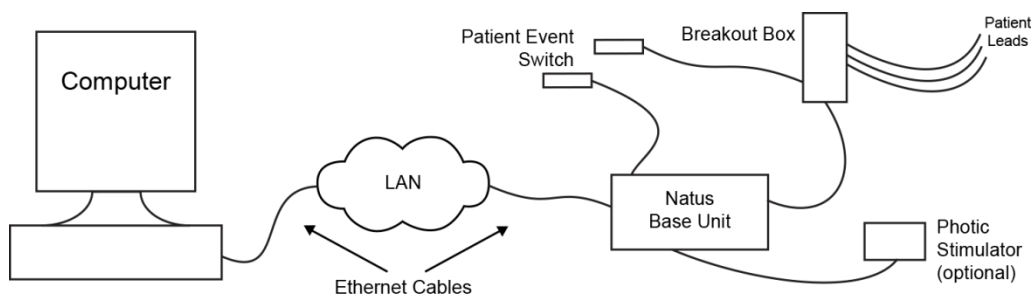 Computer
LAN
Ethernet Cables
Patient Event
Switch
Breakout Box
Patient
Leads
Natus
Base Unit
Photic
Stimulator
(optional)